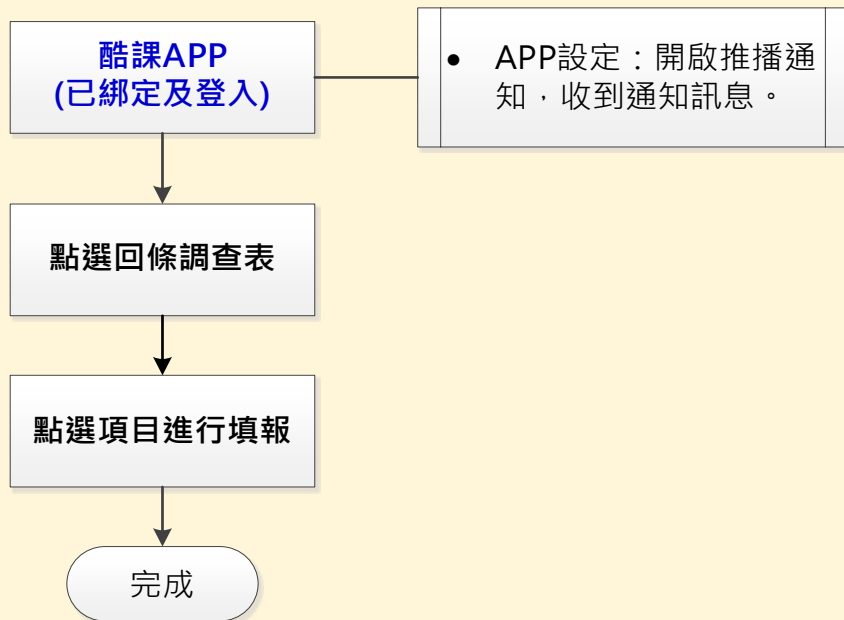 酷課APP
(已綁定及登入)
• APP設定：開啟推播通
知，收到通知訊息。
點選回條調查表
點選項目進行填報
完成